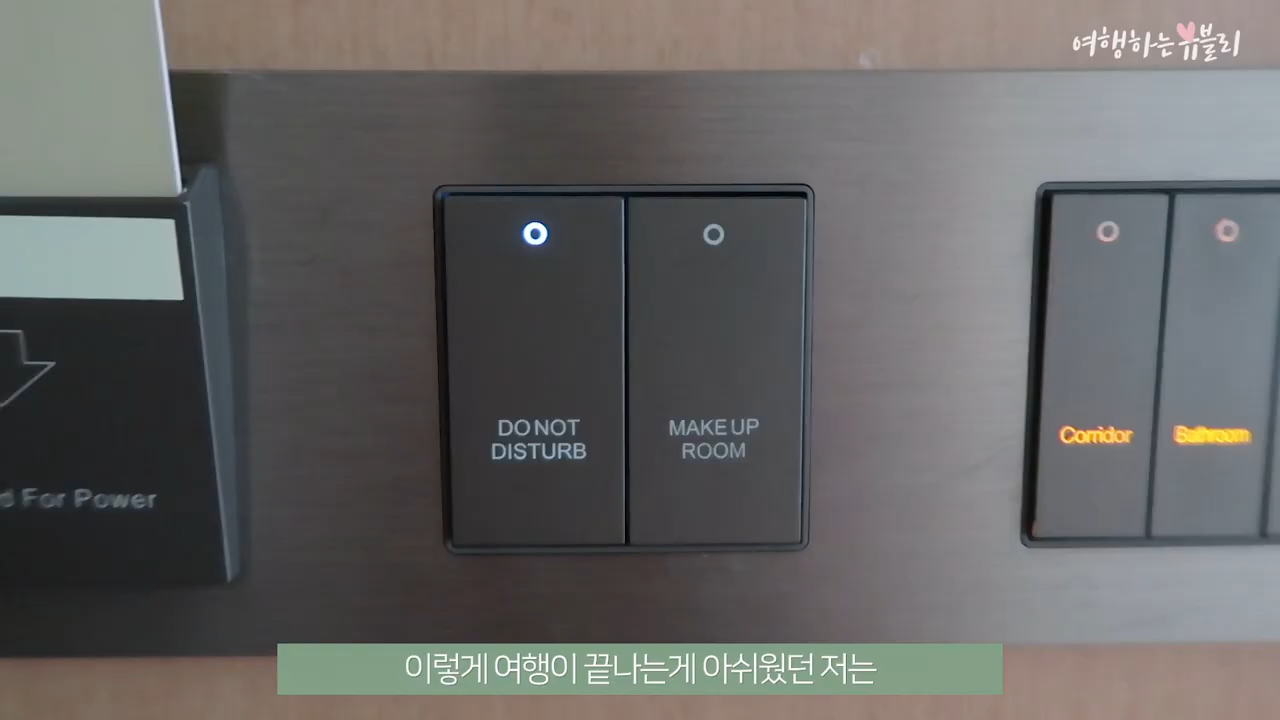 여행하는유블리
DO NOT
DISTURB
MAKE UP
ROOM
Corridor
Bathroom
For Power
이렇게 여행이 끝나는게 아쉬웠던 저는